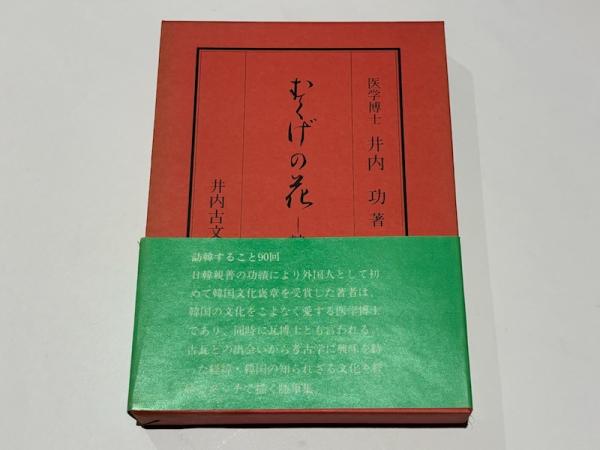 医学博士 井内 功著
むくげの花
井内古文
訪韓すること90回
日韓親善の功績により外国人として初
めて韓国文化褒章を受賞した著者は、
韓国の文化をこよなく愛する医学博士
であり、同時に瓦博士とも言われる。
古瓦との出会いから考古学に興味を持
った経緯・韓国の知られざる文化を軽
チで描く随筆集。